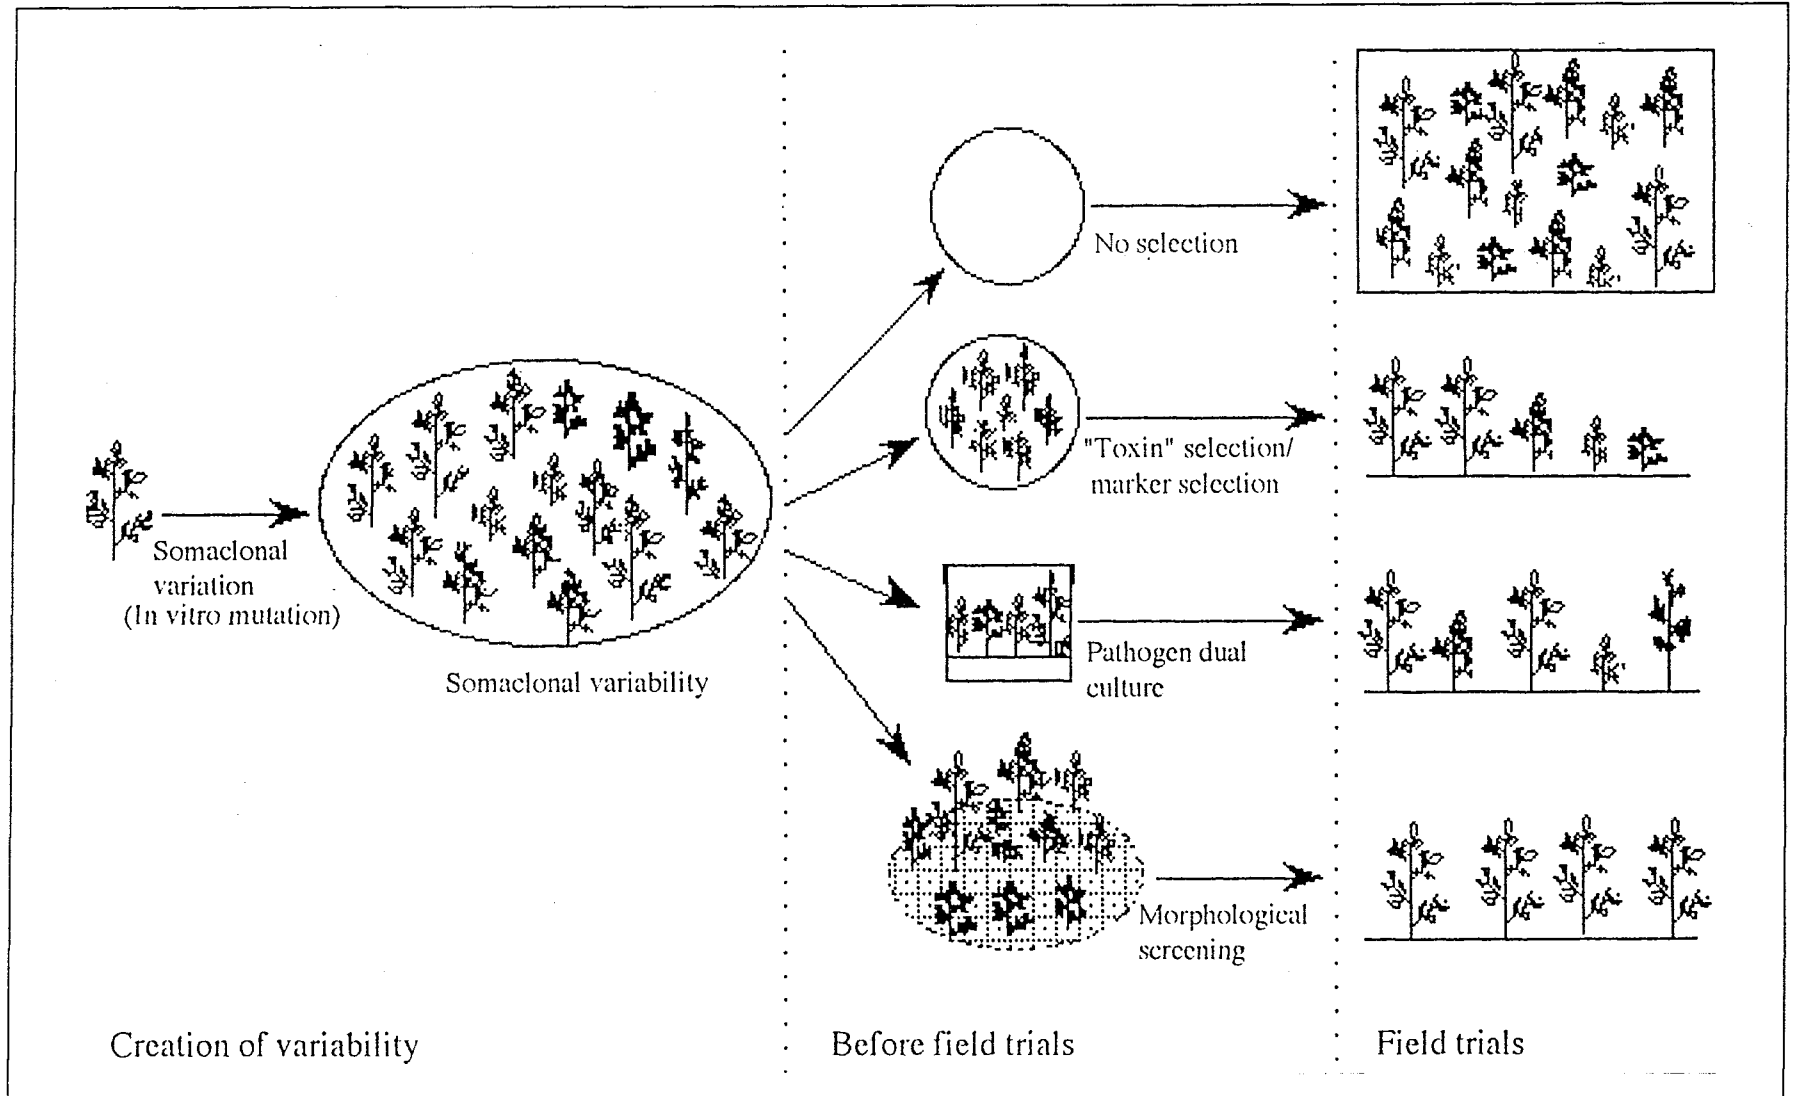 No selection
"Toxin" selection/
marker selection
Somaclonal
variation
(In vitro mutation)
Somaclonal variability
Pathogen dual
culture
Morphological
screening
Creation of variability
Before field trials
Field trials